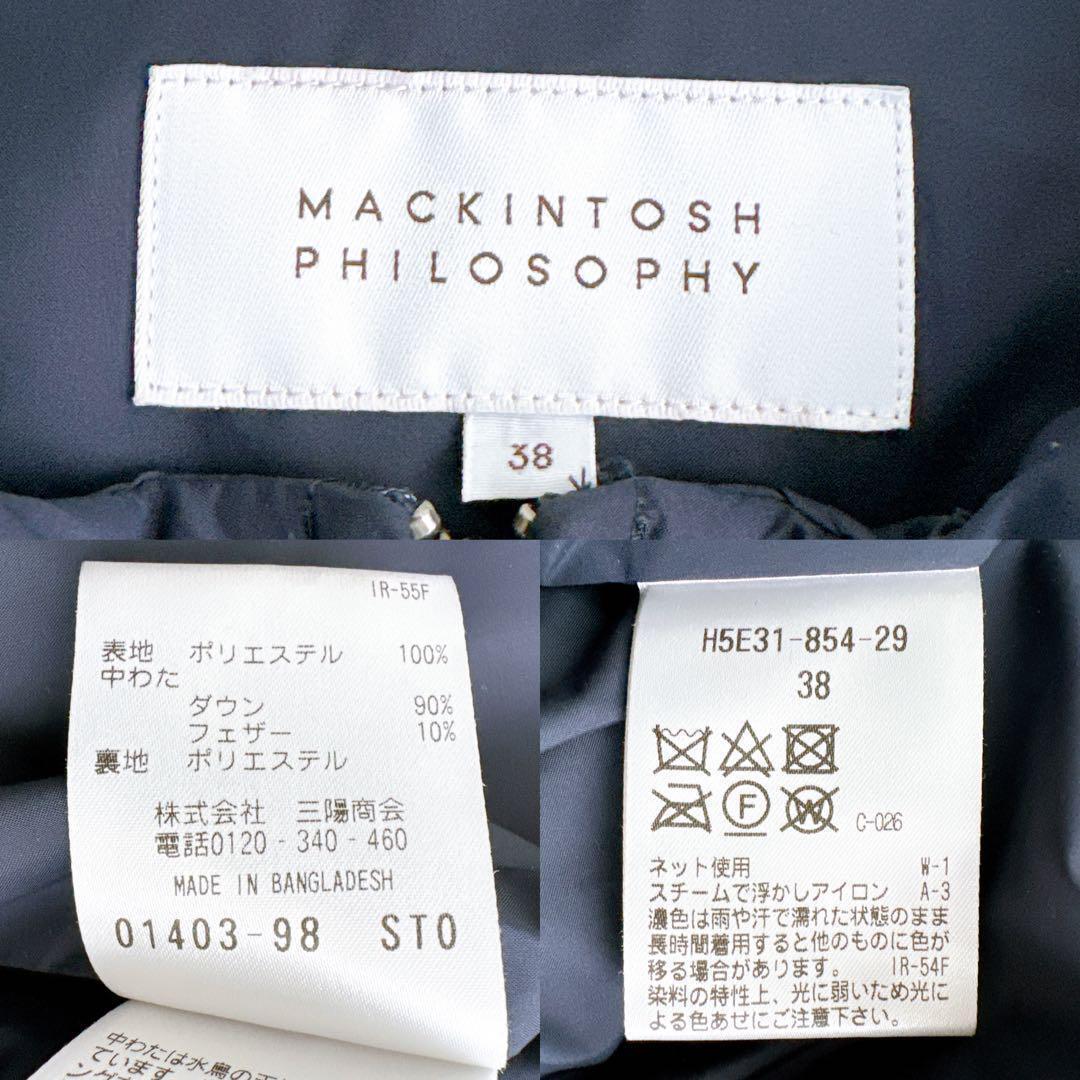 MACKINTOSH
PHILOSOPHY
38
IR-55F
表地 ポリエステル 100%
中わた
ダウン 90%
フェザー 10%
裏地 ポリエステル
株式会社 三陽商会
電話0120-340-460
MADE IN BANGLADESH
01403-98 STO
中わたは水鳥の
ています
H5E31-854-29
38
F
W
C-026
ネット使用 W-1
スチームで浮かしアイロン A-3
濃色は雨や汗で濡れた状態のまま
長時間着用すると他のものに色が
移る場合があります。 IR-54F
染料の特性上、光に弱いため光に
よる色あせにご注意下さい。